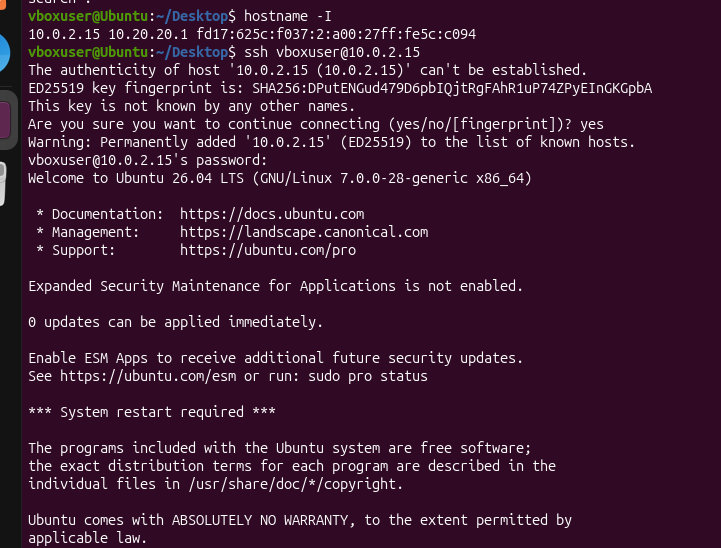 search .
vboxuser@Ubuntu:~/Desktop$ hostname -I
10.0.2.15 10.20.20.1 fd17:625c:f037:2:a00:27ff:fe5c:c094
vboxuser@Ubuntu:~/Desktop$ ssh vboxuser@10.0.2.15
The authenticity of host '10.0.2.15 (10.0.2.15)' can't be established.
ED25519 key fingerprint is: SHA256:DPutENGud479D6pbIQjtRgFAhR1uP74ZPyEInGKGpbA
This key is not known by any other names.
Are you sure you want to continue connecting (yes/no/[fingerprint])? yes
Warning: Permanently added '10.0.2.15' (ED25519) to the list of known hosts.
vboxuser@10.0.2.15's password:
Welcome to Ubuntu 26.04 LTS (GNU/Linux 7.0.0-28-generic x86_64)

 * Documentation:  https://docs.ubuntu.com
 * Management:     https://landscape.canonical.com
 * Support:        https://ubuntu.com/pro

Expanded Security Maintenance for Applications is not enabled.

0 updates can be applied immediately.

Enable ESM Apps to receive additional future security updates.
See https://ubuntu.com/esm or run: sudo pro status

*** System restart required ***

The programs included with the Ubuntu system are free software;
the exact distribution terms for each program are described in the
individual files in /usr/share/doc/*/copyright.

Ubuntu comes with ABSOLUTELY NO WARRANTY, to the extent permitted by
applicable law.